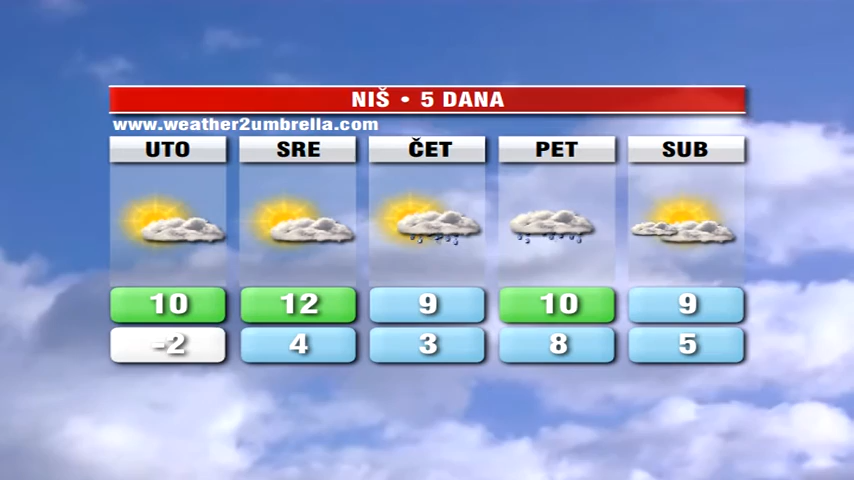 NIŠ • 5 DANA
www.weather2umbrella.com
UTO SRE ČET PET SUB
10 12 9 10 9
-2 4 3 8 5